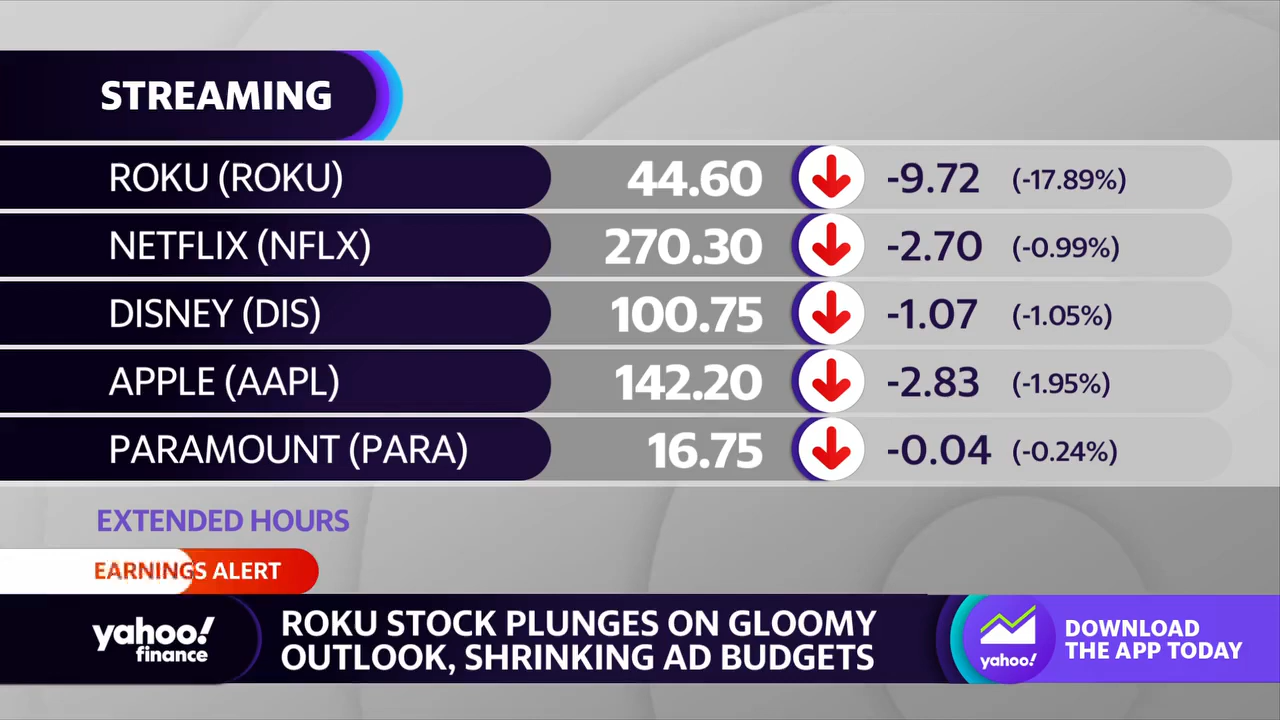 STREAMING
ROKU (ROKU) 44.60 -9.72 (-17.89%)
NETFLIX (NFLX) 270.30 -2.70 (-0.99%)
DISNEY (DIS) 100.75 -1.07 (-1.05%)
APPLE (AAPL) 142.20 -2.83 (-1.95%)
PARAMOUNT (PARA) 16.75 -0.04 (-0.24%)
EXTENDED HOURS
EARNINGS ALERT
yahoo!
finance
ROKU STOCK PLUNGES ON GLOOMY
OUTLOOK, SHRINKING AD BUDGETS
yahoo!
DOWNLOAD
THE APP TODAY